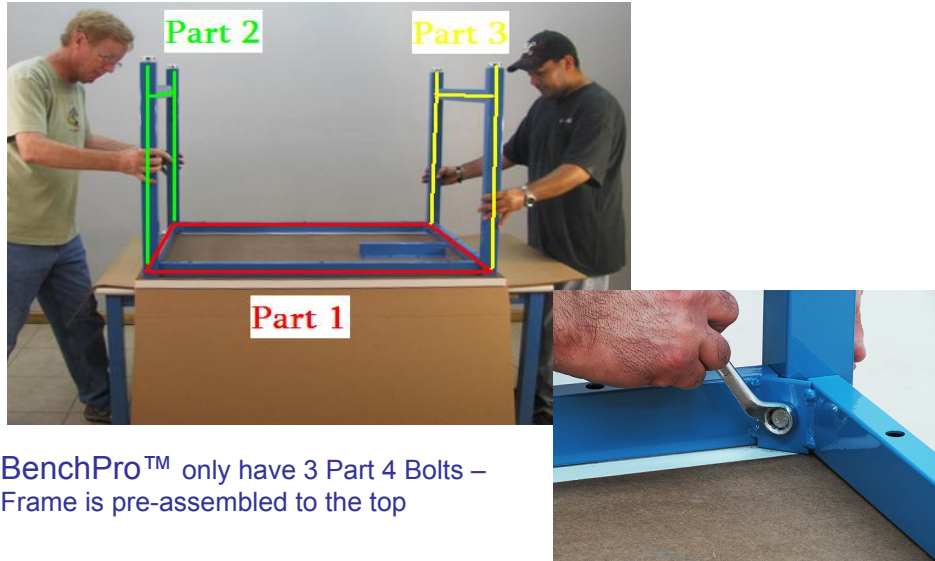 Part 2
Part 3
Part 1
BenchPro™ only have 3 Part 4 Bolts –
Frame is pre-assembled to the top